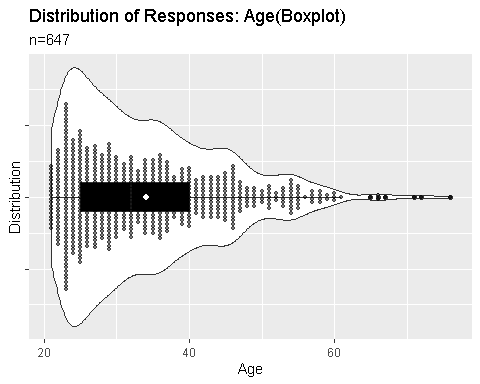 Distribution of Responses: Age(Boxplot)
n=647
Distribution
20 40 60
Age